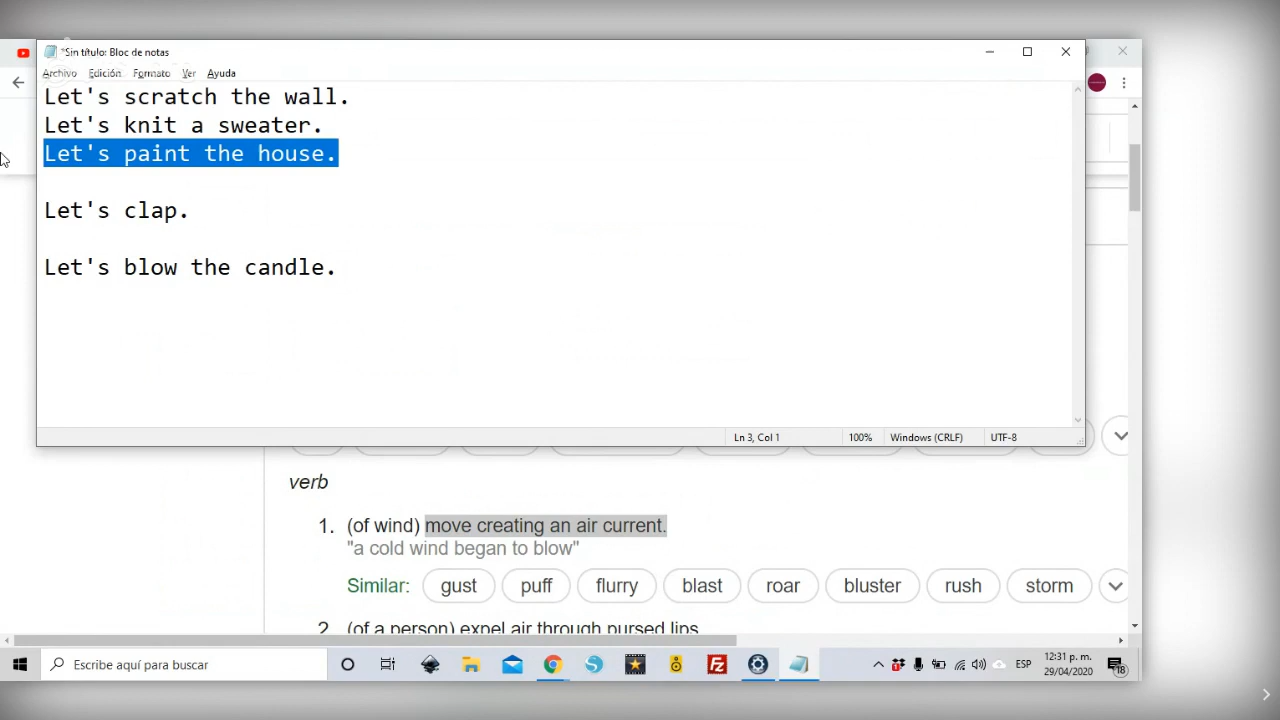 *Sin título: Bloc de notas
Archivo Edición Formato Ver Ayuda
Let's scratch the wall.
Let's knit a sweater.
Let's paint the house.
Let's clap.
Let's blow the candle.
Ln 3, Col 1 100% Windows (CRLF) UTF-8
verb
1. (of wind) move creating an air current.
"a cold wind began to blow"
Similar: gust puff flurry blast roar bluster rush storm
2. (of a person) expel air through pursed lips
Escribe aquí para buscar ESP 12:31 p. m.
29/04/2020 18